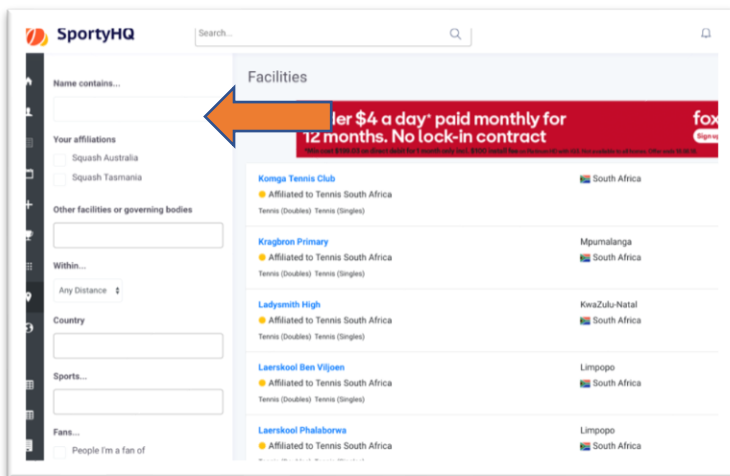 SportyHQ
Search...
Name contains...
Your affiliations
Squash Australia
Squash Tasmania
Other facilities or governing bodies
Within...
Any Distance
Country
Sports...
Fans...
People I'm a fan of
Facilities
ler $4 a day* paid monthly for
12 months. No lock-in contract
fox
Sign up
Komga Tennis Club
South Africa
Affiliated to Tennis South Africa
Tennis (Doubles) Tennis (Singles)
Kragbron Primary
Mpumalanga
Affiliated to Tennis South Africa
South Africa
Tennis (Doubles) Tennis (Singles)
Ladysmith High
KwaZulu-Natal
Affiliated to Tennis South Africa
South Africa
Tennis (Doubles) Tennis (Singles)
Laerskool Ben Viljoen
Limpopo
Affiliated to Tennis South Africa
South Africa
Tennis (Doubles) Tennis (Singles)
Laerskool Phalaborwa
Limpopo
Affiliated to Tennis South Africa
South Africa